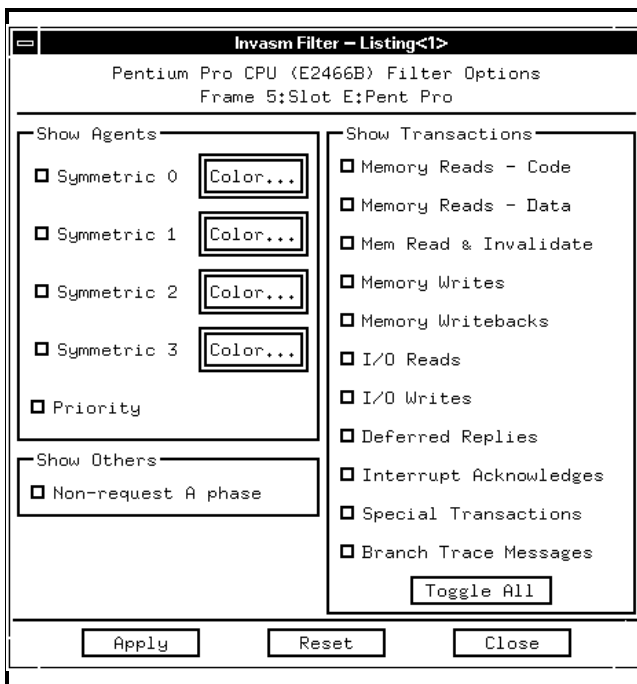 Invasm Filter – Listing<1>
Pentium Pro CPU (E2466B) Filter Options
Frame 5:Slot E:Pent Pro
Show Agents
Symmetric 0 Color...
Symmetric 1 Color...
Symmetric 2 Color...
Symmetric 3 Color...
Priority
Show Others
Non-request A phase
Show Transactions
Memory Reads - Code
Memory Reads - Data
Mem Read & Invalidate
Memory Writes
Memory Writebacks
I/O Reads
I/O Writes
Deferred Replies
Interrupt Acknowledges
Special Transactions
Branch Trace Messages
Toggle All
Apply Reset Close